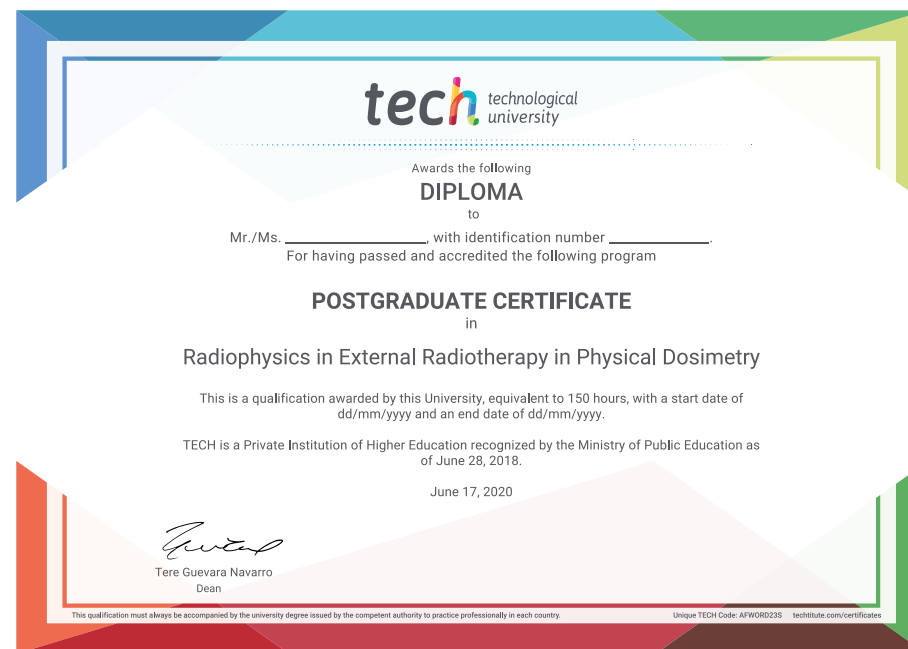 tech technological
university
Awards the following
DIPLOMA
to
Mr./Ms. ____________, with identification number ____________.
For having passed and accredited the following program
POSTGRADUATE CERTIFICATE
in
Radiophysics in External Radiotherapy in Physical Dosimetry
This is a qualification awarded by this University, equivalent to 150 hours, with a start date of
dd/mm/yyyy and an end date of dd/mm/yyyy.
TECH is a Private Institution of Higher Education recognized by the Ministry of Public Education as
of June 28, 2018.
June 17, 2020
Tere Guevara Navarro
Dean
This qualification must always be accompanied by the university degree issued by the competent authority to practice professionally in each country.
Unique TECH Code: AFWORD23S techtitute.com/certificates